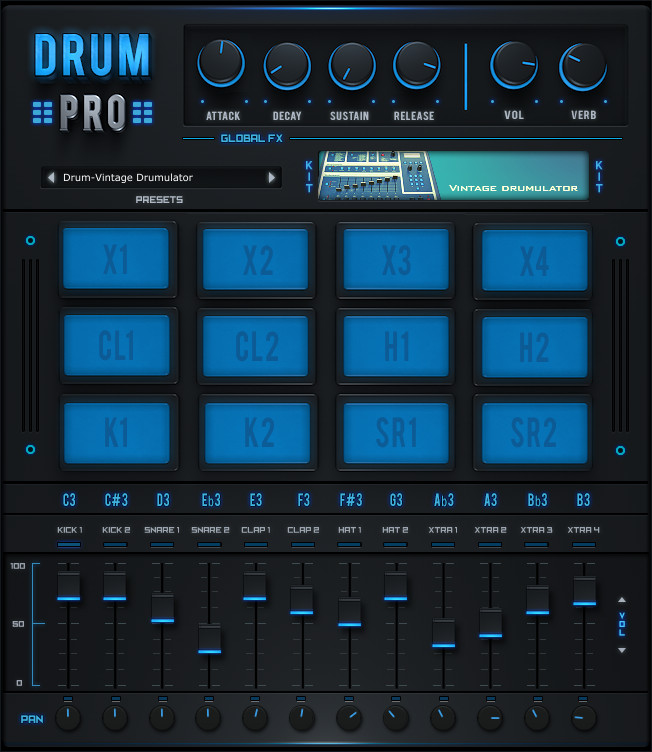 DRUM
PRO
ATTACK DECAY SUSTAIN RELEASE VOL VERB
GLOBAL FX
Drum-Vintage Drumulator
PRESETS
KIT
VINTAGE DRUMULATOR
KIT
X1 X2 X3 X4
CL1 CL2 H1 H2
K1 K2 SR1 SR2
C3 C#3 D3 E♭3 E3 F3 F#3 G3 A♭3 A3 B♭3 B3
KICK 1 KICK 2 SNARE 1 SNARE 2 CLAP 1 CLAP 2 HAT 1 HAT 2 XTRA 1 XTRA 2 XTRA 3 XTRA 4
100
50
0
VOL
PAN